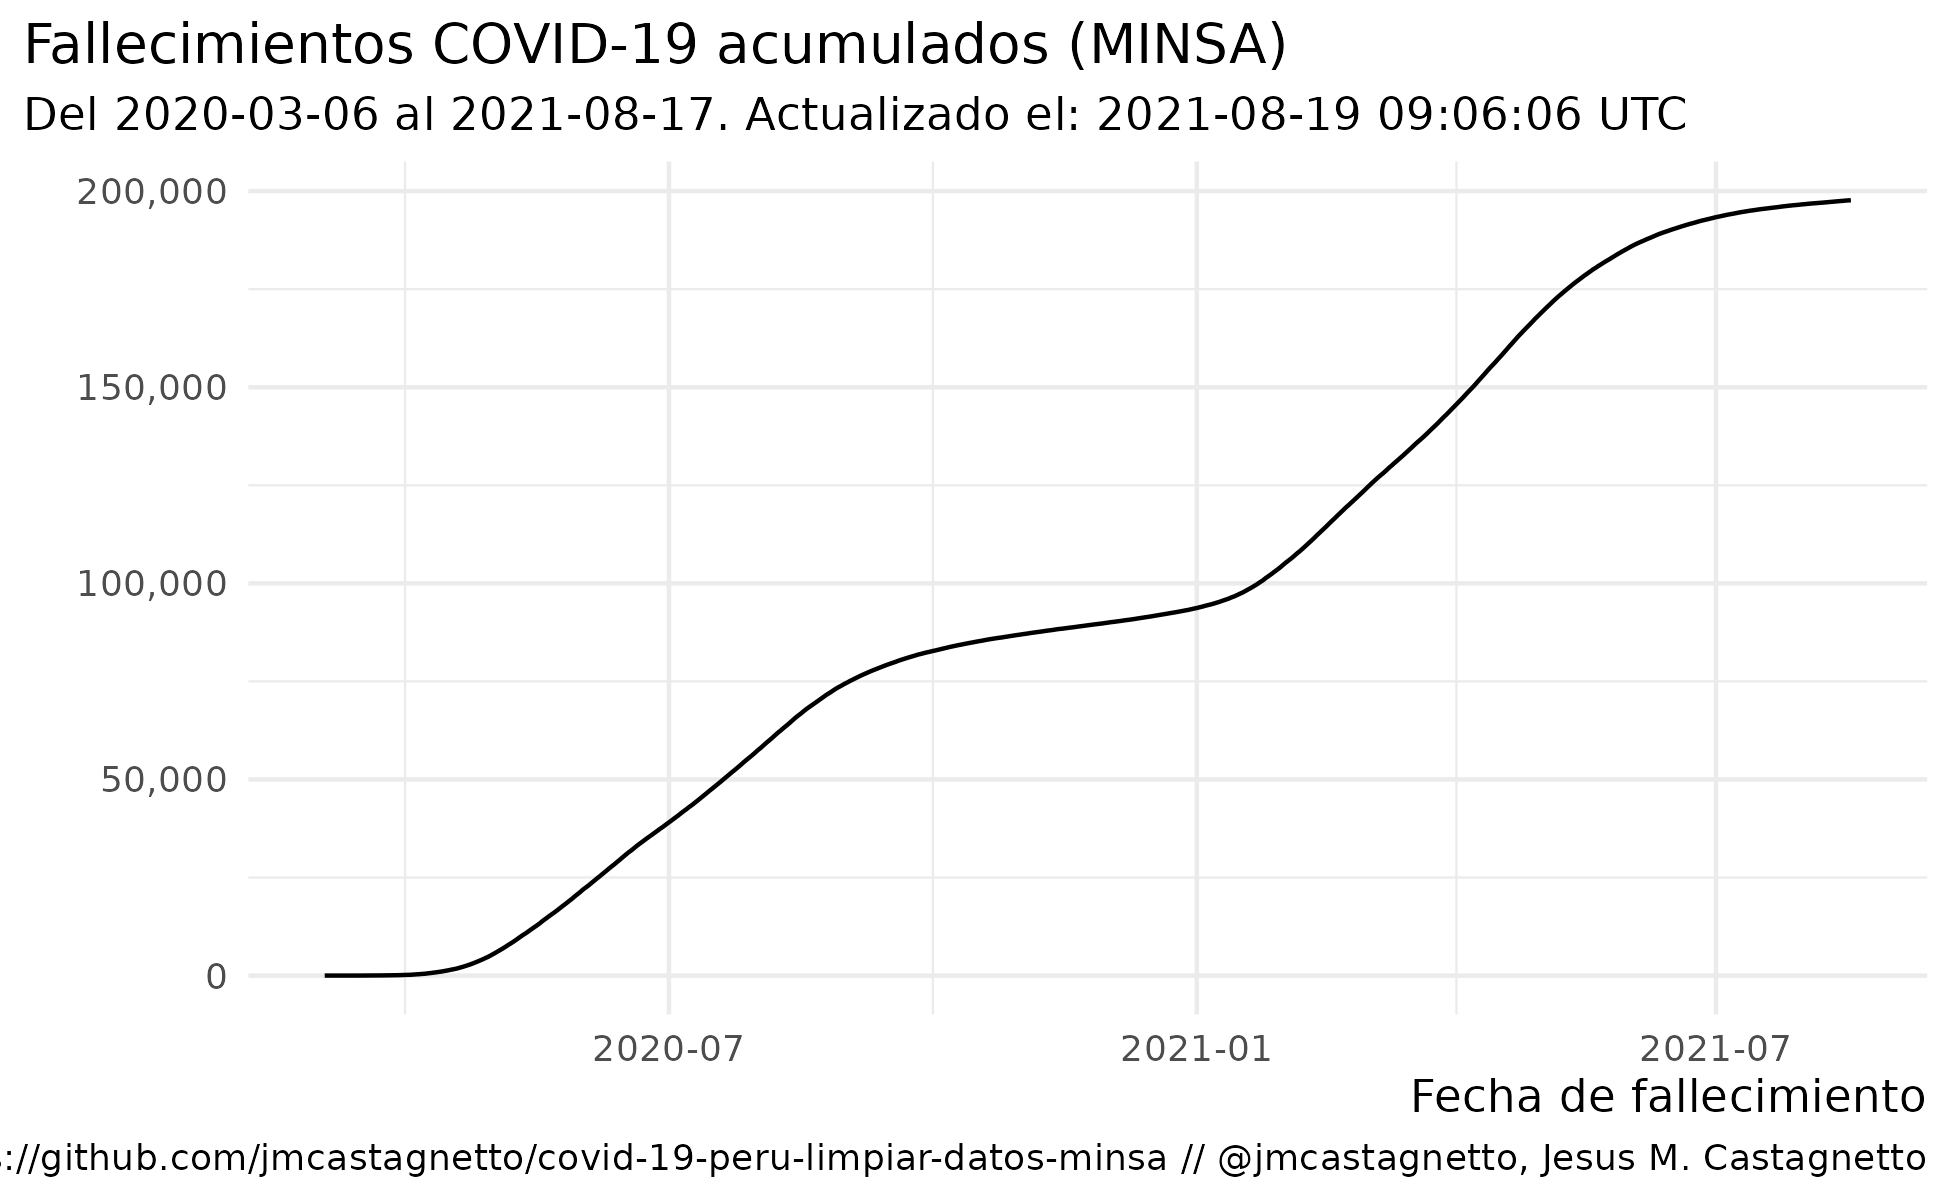 Fallecimientos COVID-19 acumulados (MINSA)
Del 2020-03-06 al 2021-08-17. Actualizado el: 2021-08-19 09:06:06 UTC
200,000
150,000
100,000
50,000
0
2020-07 2021-01 2021-07
Fecha de fallecimiento
://github.com/jmcastagnetto/covid-19-peru-limpiar-datos-minsa // @jmcastagnetto, Jesus M. Castagnetto